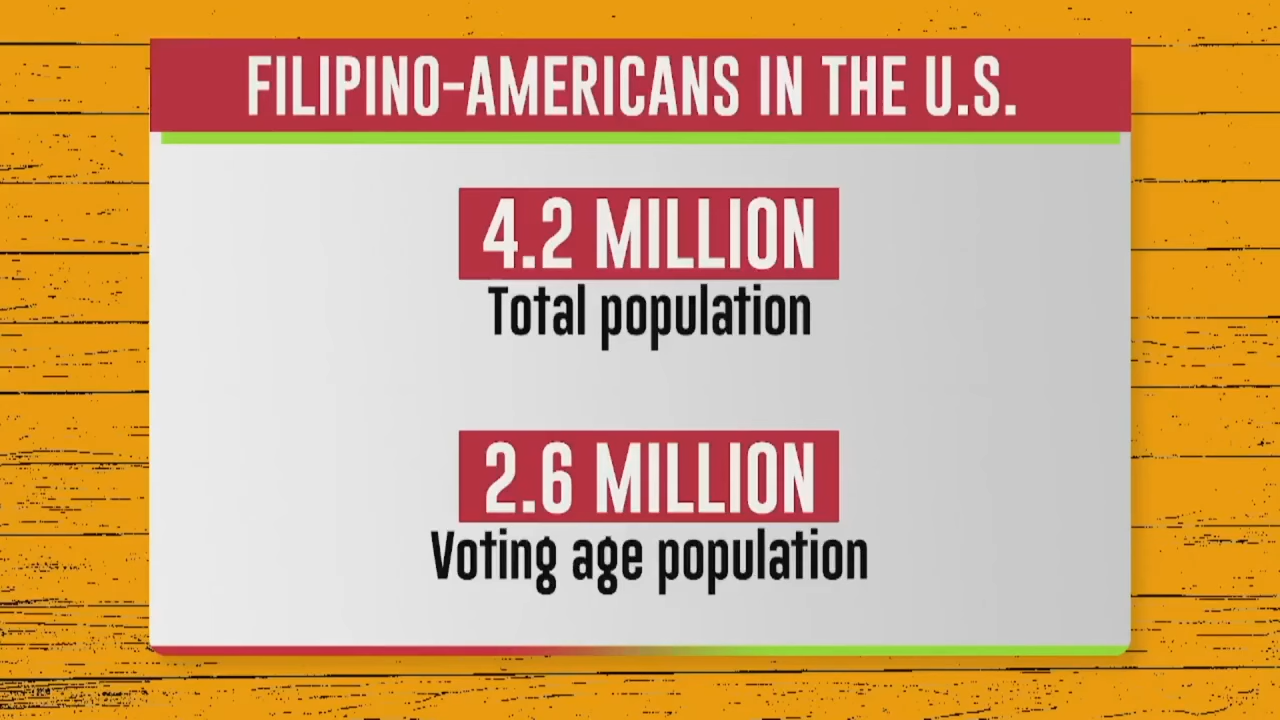 FILIPINO-AMERICANS IN THE U.S.
4.2 MILLION
Total population
2.6 MILLION
Voting age population